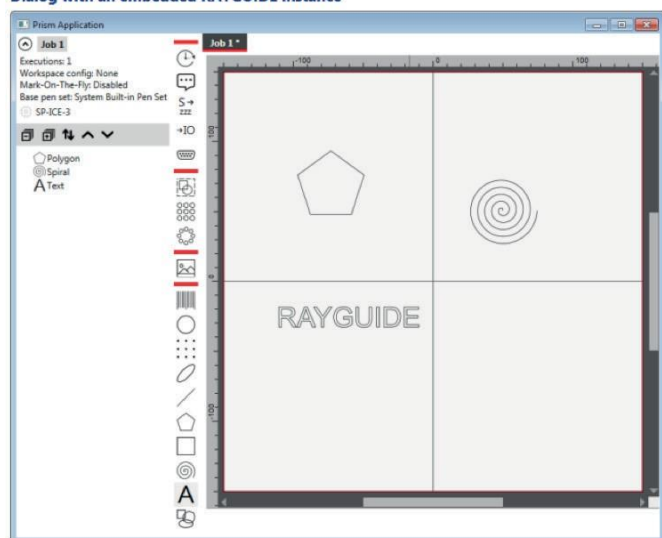 Dialog with an embedded RAYGUIDE instance
Prism Application
Job 1
Executions: 1
Workspace config: None
Mark-On-The-Fly: Disabled
Base pen set: System Built-in Pen Set
SP-ICE-3
Polygon
Spiral
A Text
S
zzz
IO
A
Job 1 *
-100
0
100
100
0
-100
RAYGUIDE